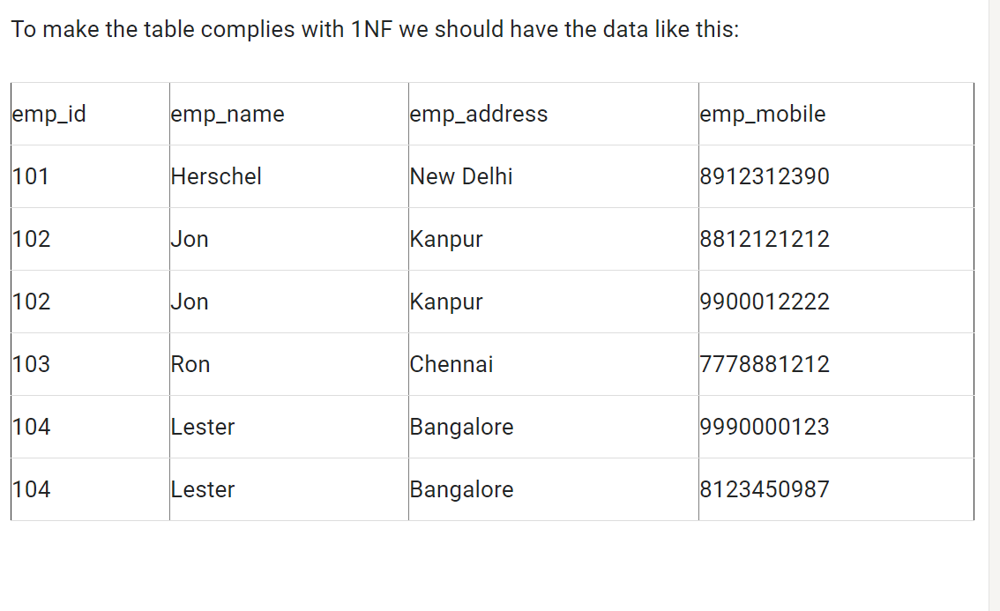 To make the table complies with 1NF we should have the data like this:
emp_id emp_name emp_address emp_mobile
101 Herschel New Delhi 8912312390
102 Jon Kanpur 8812121212
102 Jon Kanpur 9900012222
103 Ron Chennai 7778881212
104 Lester Bangalore 9990000123
104 Lester Bangalore 8123450987